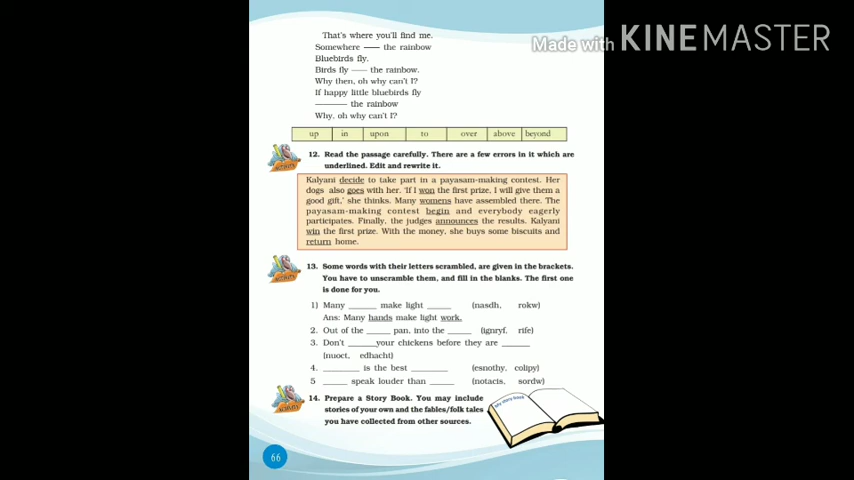 That's where you'll find me.
Somewhere —— the rainbow
Bluebirds fly.
Birds fly —— the rainbow.
Why then, oh why can't I?
If happy little bluebirds fly
———— the rainbow
Why, oh why can't I?
Made with KINEMASTER
up in upon to over above beyond
12. Read the passage carefully. There are a few errors in it which are
underlined. Edit and rewrite it.
Kalyani decide to take part in a payasam-making contest. Her
dogs also goes with her. 'If I won the first prize, I will give them a
good gift,' she thinks. Many womens have assembled there. The
payasam-making contest begin and everybody eagerly
participates. Finally, the judges announces the results. Kalyani
win the first prize. With the money, she buys some biscuits and
return home.
13. Some words with their letters scrambled, are given in the brackets.
You have to unscramble them, and fill in the blanks. The first one
is done for you.
1) Many ______ make light _____ (nasdh, rokw)
Ans: Many hands make light work.
2. Out of the _____ pan, into the _____ (ignryf, rife)
3. Don't ______your chickens before they are ______
(nuoct, edhacht)
4. ________ is the best ________ (esnothy, colipy)
5 _____ speak louder than _____ (notacis, sordw)
14. Prepare a Story Book. You may include
stories of your own and the fables/folk tales
you have collected from other sources.
My story book
66